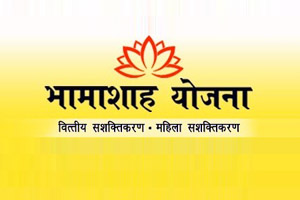 भामाशाह योजना
वित्तीय सशक्तिकरण • महिला सशक्तिकरण